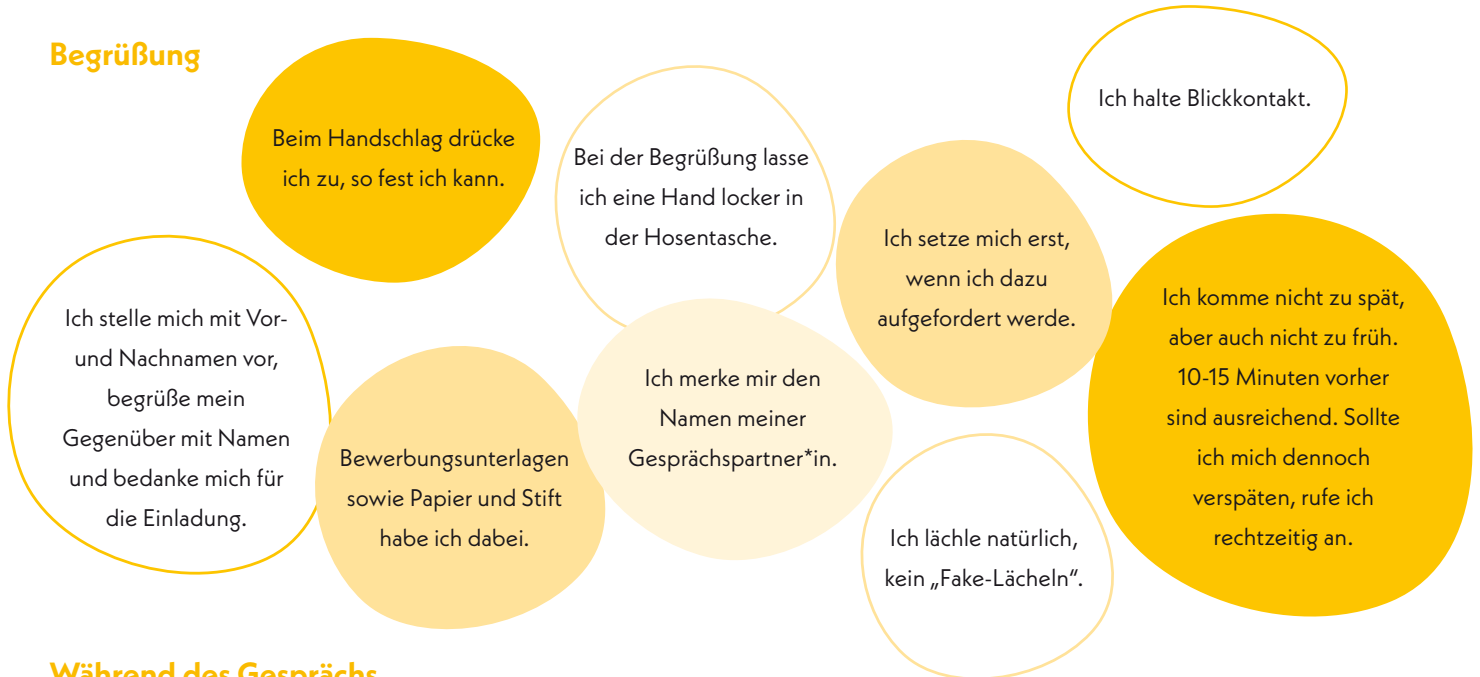 Begrüßung
Beim Handschlag drücke
ich zu, so fest ich kann.
Bei der Begrüßung lasse
ich eine Hand locker in
der Hosentasche.
Ich halte Blickkontakt.
Ich setze mich erst,
wenn ich dazu
aufgefordert werde.
Ich stelle mich mit Vor-
und Nachnamen vor,
begrüße mein
Gegenüber mit Namen
und bedanke mich für
die Einladung.
Bewerbungsunterlagen
sowie Papier und Stift
habe ich dabei.
Ich merke mir den
Namen meiner
Gesprächspartner*in.
Ich komme nicht zu spät,
aber auch nicht zu früh.
10-15 Minuten vorher
sind ausreichend. Sollte
ich mich dennoch
verspäten, rufe ich
rechtzeitig an.
Ich lächle natürlich,
kein „Fake-Lächeln“.
Während des Gesprächs